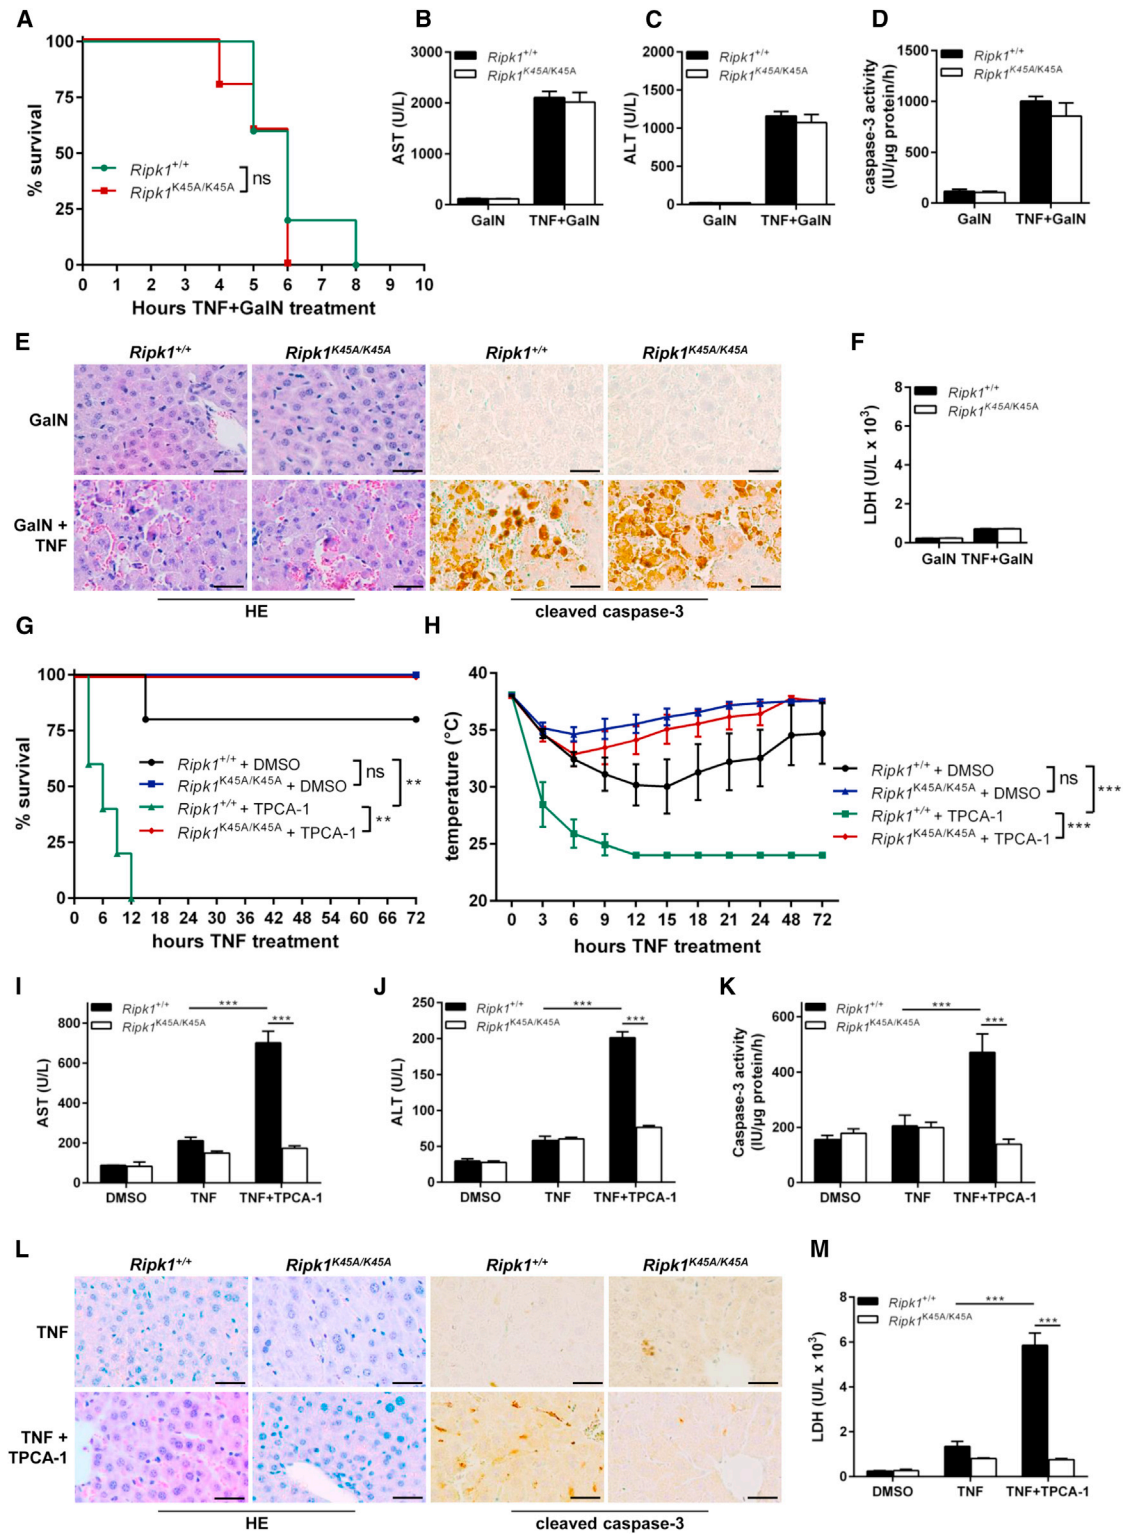 A
100
75
50
25
0
% survival
Ripk1+/+
Ripk1K45A/K45A
ns
0 1 2 3 4 5 6 7 8 9 10
Hours TNF+GalN treatment
B
3000
2000
1000
0
AST (U/L)
Ripk1+/+
Ripk1K45A/K45A
GalN TNF+GalN
C
2000
1500
1000
500
0
ALT (U/L)
Ripk1+/+
Ripk1K45A/K45A
GalN TNF+GalN
D
1500
1000
500
0
caspase-3 activity
(IU/µg protein/h)
Ripk1+/+
Ripk1K45A/K45A
GalN TNF+GalN
E
Ripk1+/+ Ripk1K45A/K45A Ripk1+/+ Ripk1K45A/K45A
GalN
GalN +
TNF
HE cleaved caspase-3
F
8
6
4
2
0
LDH (U/L x 103)
Ripk1+/+
Ripk1K45A/K45A
GalN TNF+GalN
G
100
75
50
25
0
% survival
Ripk1+/+ + DMSO
Ripk1K45A/K45A + DMSO
Ripk1+/+ + TPCA-1
Ripk1K45A/K45A + TPCA-1
ns
**
**
0 6 12 18 24 30 36 42 48 54 60 66 72
hours TNF treatment
H
40
35
30
25
20
temperature (°C)
Ripk1+/+ + DMSO
Ripk1K45A/K45A + DMSO
Ripk1+/+ + TPCA-1
Ripk1K45A/K45A + TPCA-1
ns
***
***
0 3 6 9 12 15 18 21 24 48 72
hours TNF treatment
I
800
600
400
200
0
AST (U/L)
Ripk1+/+
Ripk1K45A/K45A
***
***
DMSO TNF TNF+TPCA-1
J
250
200
150
100
50
0
ALT (U/L)
Ripk1+/+
Ripk1K45A/K45A
***
***
DMSO TNF TNF+TPCA-1
K
600
400
200
0
Caspase-3 activity
(IU/µg protein/h)
Ripk1+/+
Ripk1K45A/K45A
***
***
DMSO TNF TNF+TPCA-1
L
Ripk1+/+ Ripk1K45A/K45A Ripk1+/+ Ripk1K45A/K45A
TNF
TNF +
TPCA-1
HE cleaved caspase-3
M
8
6
4
2
0
LDH (U/L x 103)
Ripk1+/+
Ripk1K45A/K45A
***
***
DMSO TNF TNF+TPCA-1